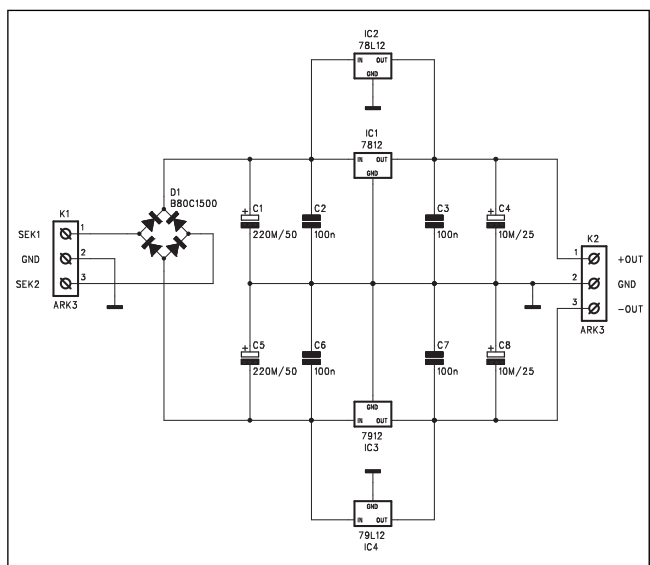 IC2
78L12
IN OUT
GND
IC1
7812
IN OUT
GND
D1
B80C1500
K1
SEK1 1
GND 2
SEK2 3
ARK3
+ C1
220M/50
C2
100n
C3
100n
+ C4
10M/25
K2
1 +OUT
2 GND
3 -OUT
ARK3
+ C5
220M/50
C6
100n
C7
100n
+ C8
10M/25
GND
IN OUT
7912
IC3
GND
IN OUT
79L12
IC4